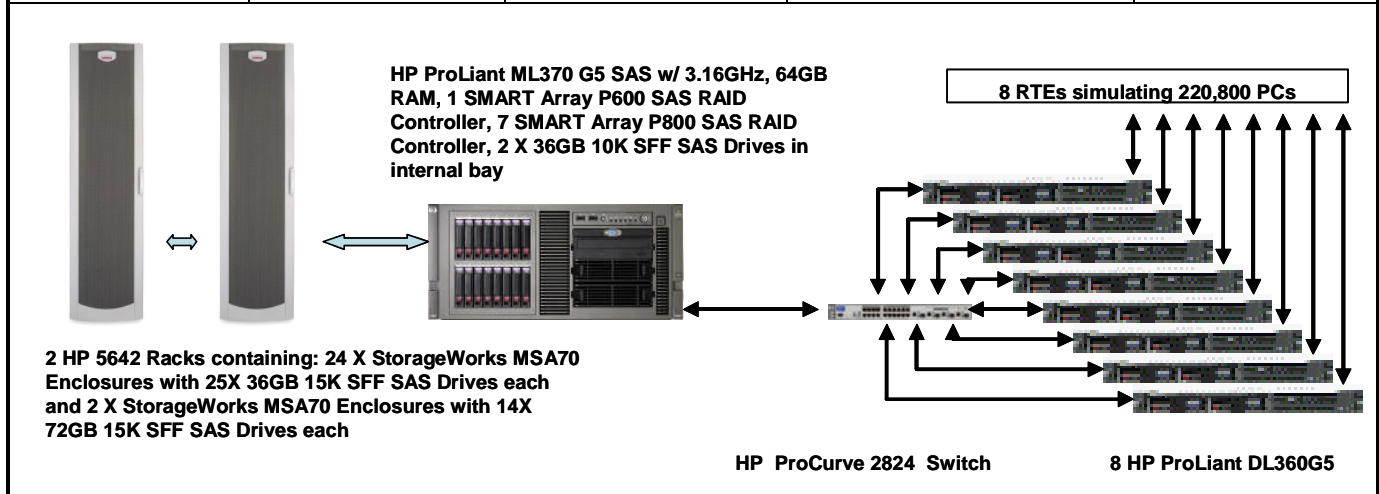 HP ProLiant ML370 G5 SAS w/ 3.16GHz, 64GB
RAM, 1 SMART Array P600 SAS RAID
Controller, 7 SMART Array P800 SAS RAID
Controller, 2 X 36GB 10K SFF SAS Drives in
internal bay
8 RTEs simulating 220,800 PCs
2 HP 5642 Racks containing: 24 X StorageWorks MSA70
Enclosures with 25X 36GB 15K SFF SAS Drives each
and 2 X StorageWorks MSA70 Enclosures with 14X
72GB 15K SFF SAS Drives each
HP ProCurve 2824 Switch
8 HP ProLiant DL360G5